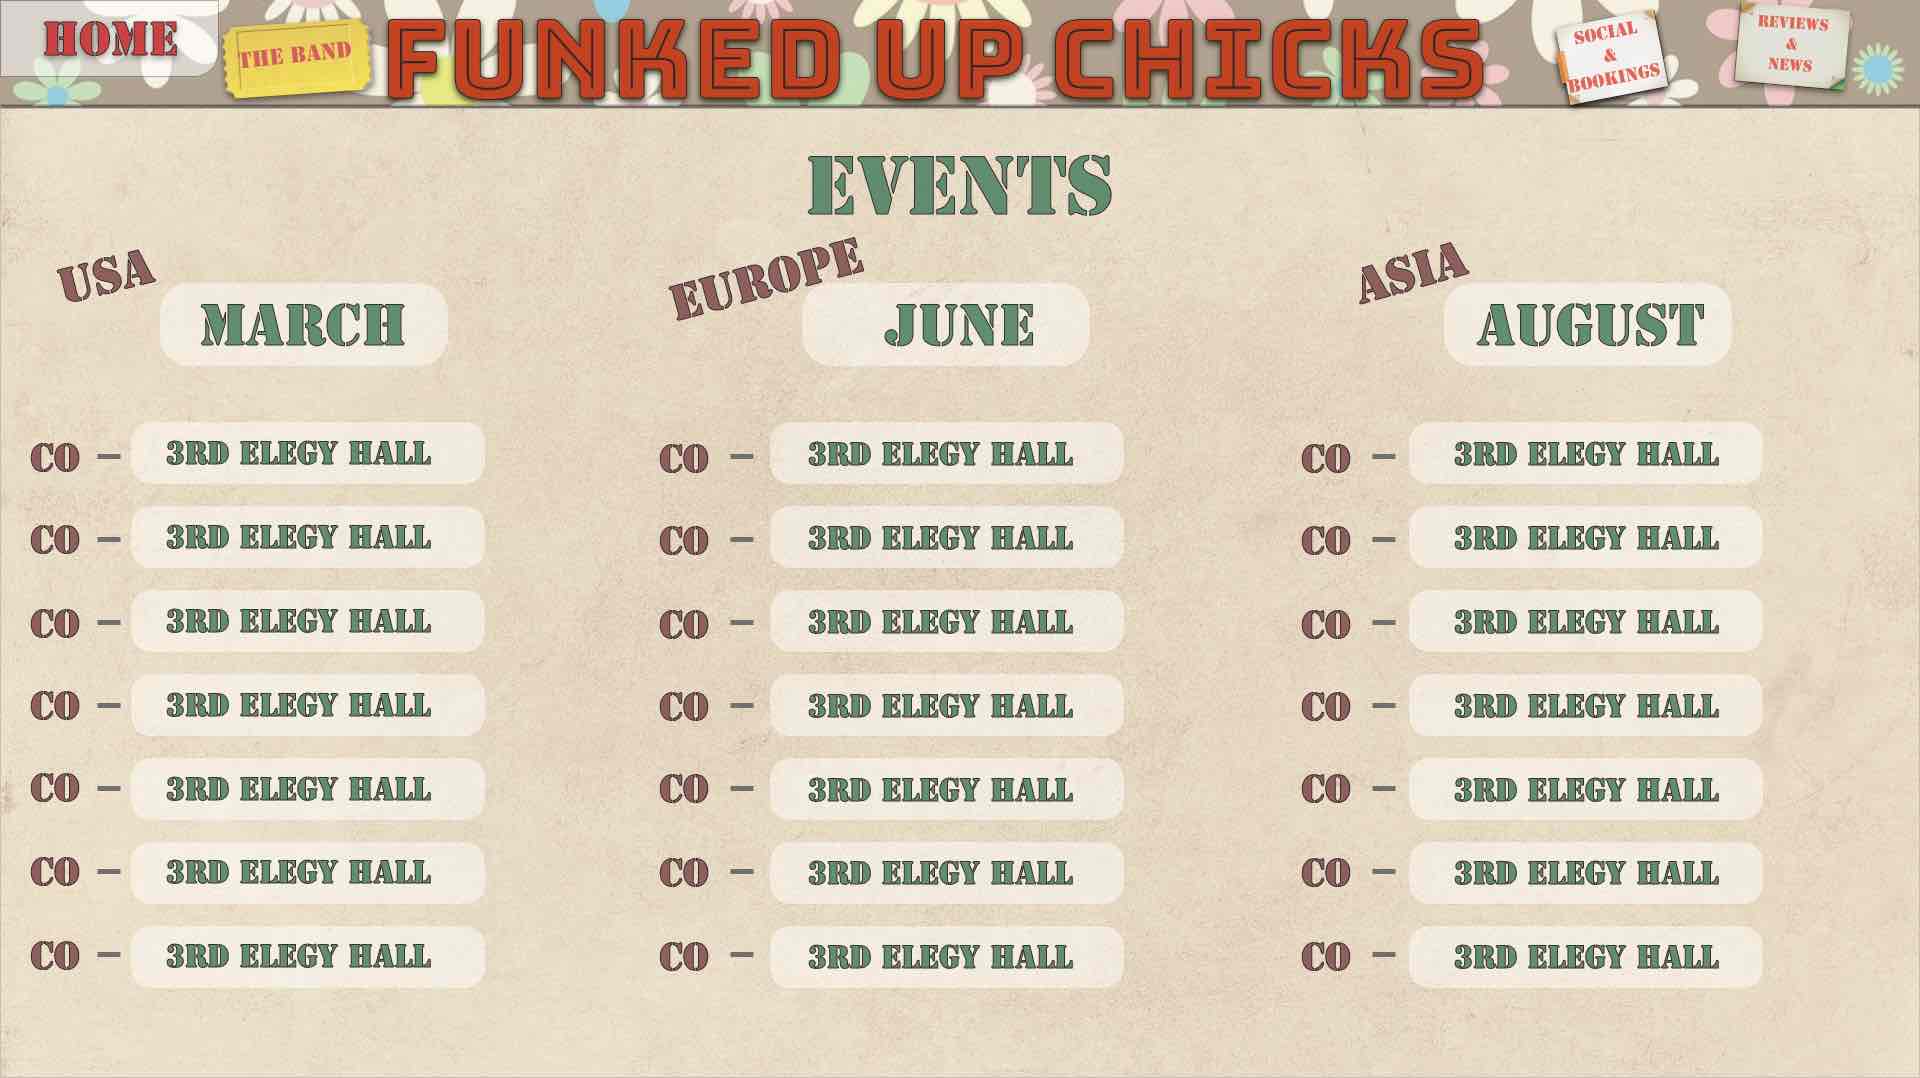 HOME
THE BAND
FUNKED UP CHICKS
SOCIAL
&
BOOKINGS
REVIEWS
&
NEWS
EVENTS
USA
MARCH
CO – 3RD ELEGY HALL
CO – 3RD ELEGY HALL
CO – 3RD ELEGY HALL
CO – 3RD ELEGY HALL
CO – 3RD ELEGY HALL
CO – 3RD ELEGY HALL
CO – 3RD ELEGY HALL
EUROPE
JUNE
CO – 3RD ELEGY HALL
CO – 3RD ELEGY HALL
CO – 3RD ELEGY HALL
CO – 3RD ELEGY HALL
CO – 3RD ELEGY HALL
CO – 3RD ELEGY HALL
CO – 3RD ELEGY HALL
ASIA
AUGUST
CO – 3RD ELEGY HALL
CO – 3RD ELEGY HALL
CO – 3RD ELEGY HALL
CO – 3RD ELEGY HALL
CO – 3RD ELEGY HALL
CO – 3RD ELEGY HALL
CO – 3RD ELEGY HALL